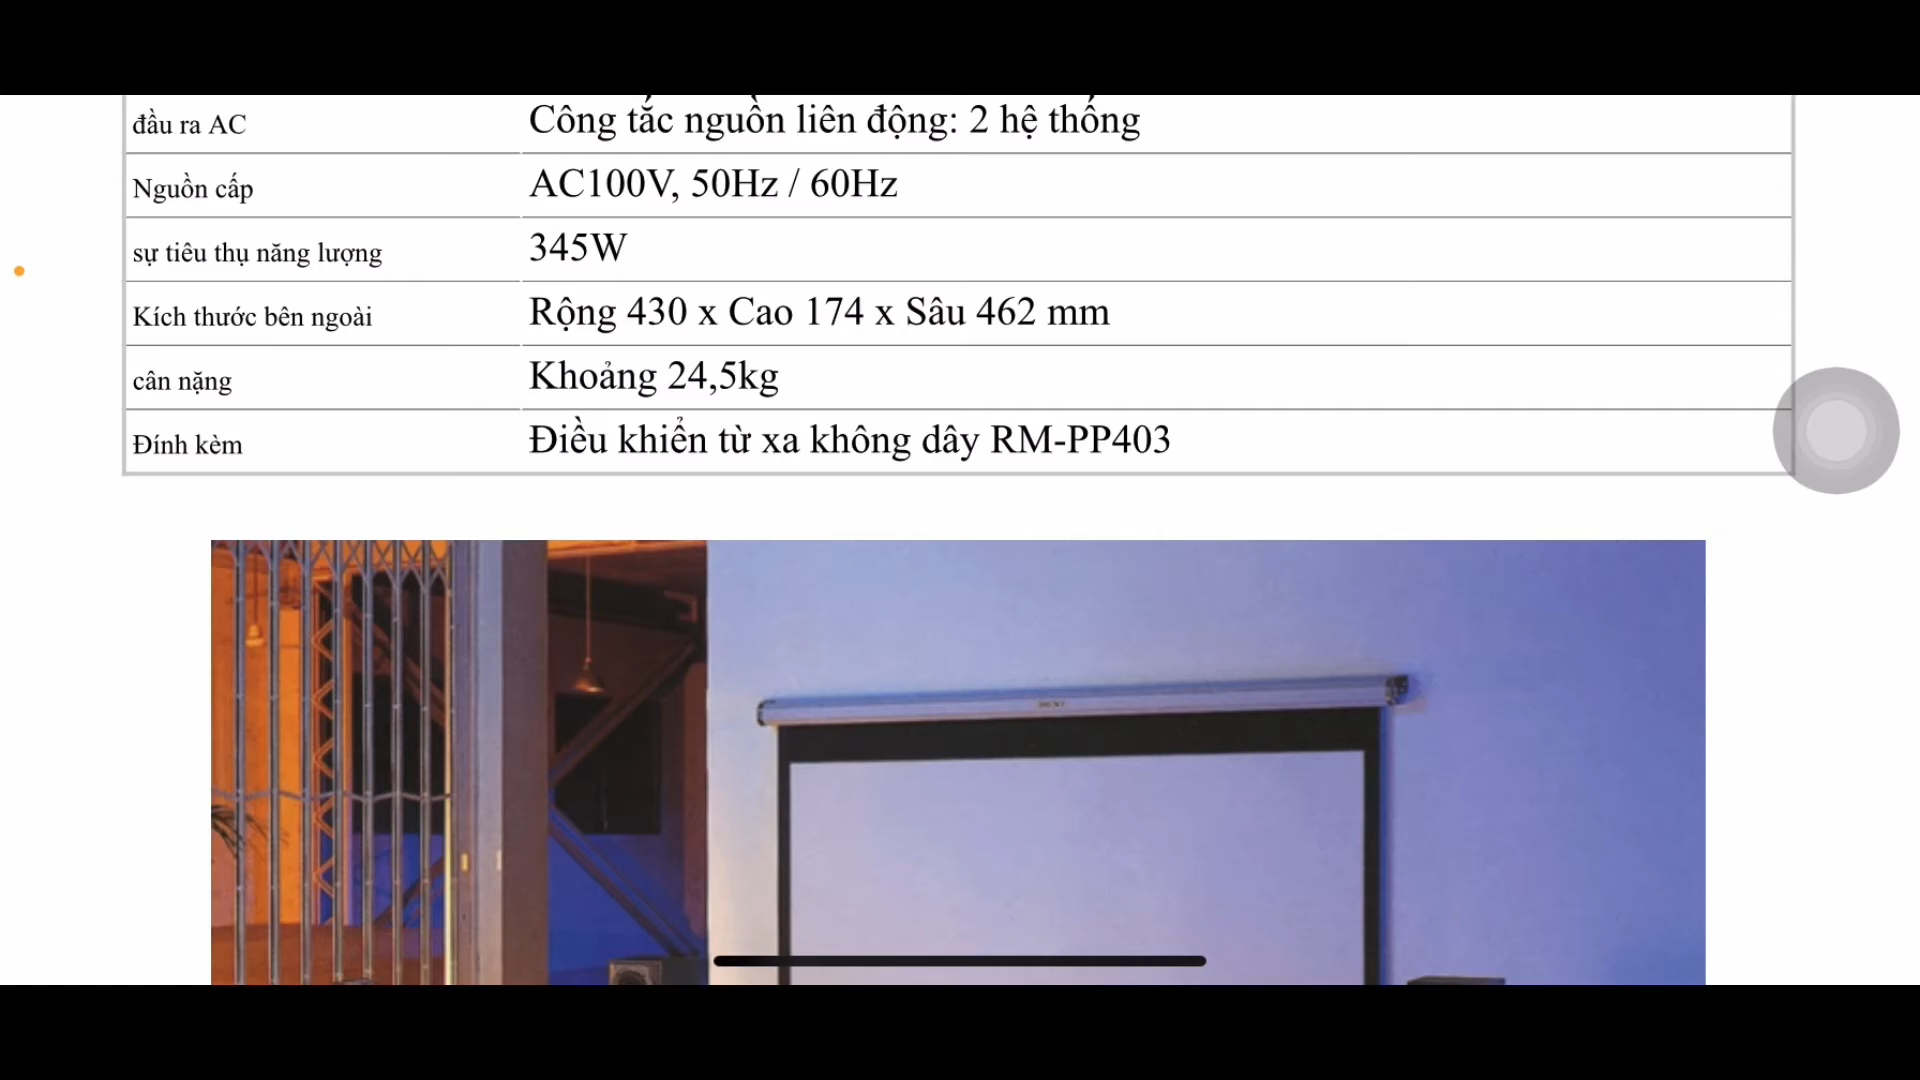 đầu ra AC Công tắc nguồn liên động: 2 hệ thống
Nguồn cấp AC100V, 50Hz / 60Hz
sự tiêu thụ năng lượng 345W
Kích thước bên ngoài Rộng 430 x Cao 174 x Sâu 462 mm
cân nặng Khoảng 24,5kg
Đính kèm Điều khiển từ xa không dây RM-PP403